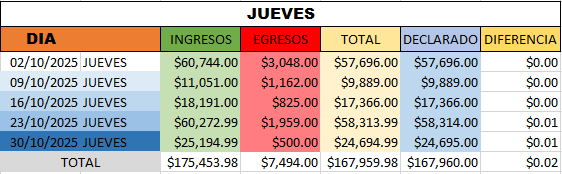 JUEVES
DIA INGRESOS EGRESOS TOTAL DECLARADO DIFERENCIA
02/10/2025 JUEVES $60,744.00 $3,048.00 $57,696.00 $57,696.00 $0.00
09/10/2025 JUEVES $11,051.00 $1,162.00 $9,889.00 $9,889.00 $0.00
16/10/2025 JUEVES $18,191.00 $825.00 $17,366.00 $17,366.00 $0.00
23/10/2025 JUEVES $60,272.99 $1,959.00 $58,313.99 $58,314.00 $0.01
30/10/2025 JUEVES $25,194.99 $500.00 $24,694.99 $24,695.00 $0.01
TOTAL $175,453.98 $7,494.00 $167,959.98 $167,960.00 $0.02